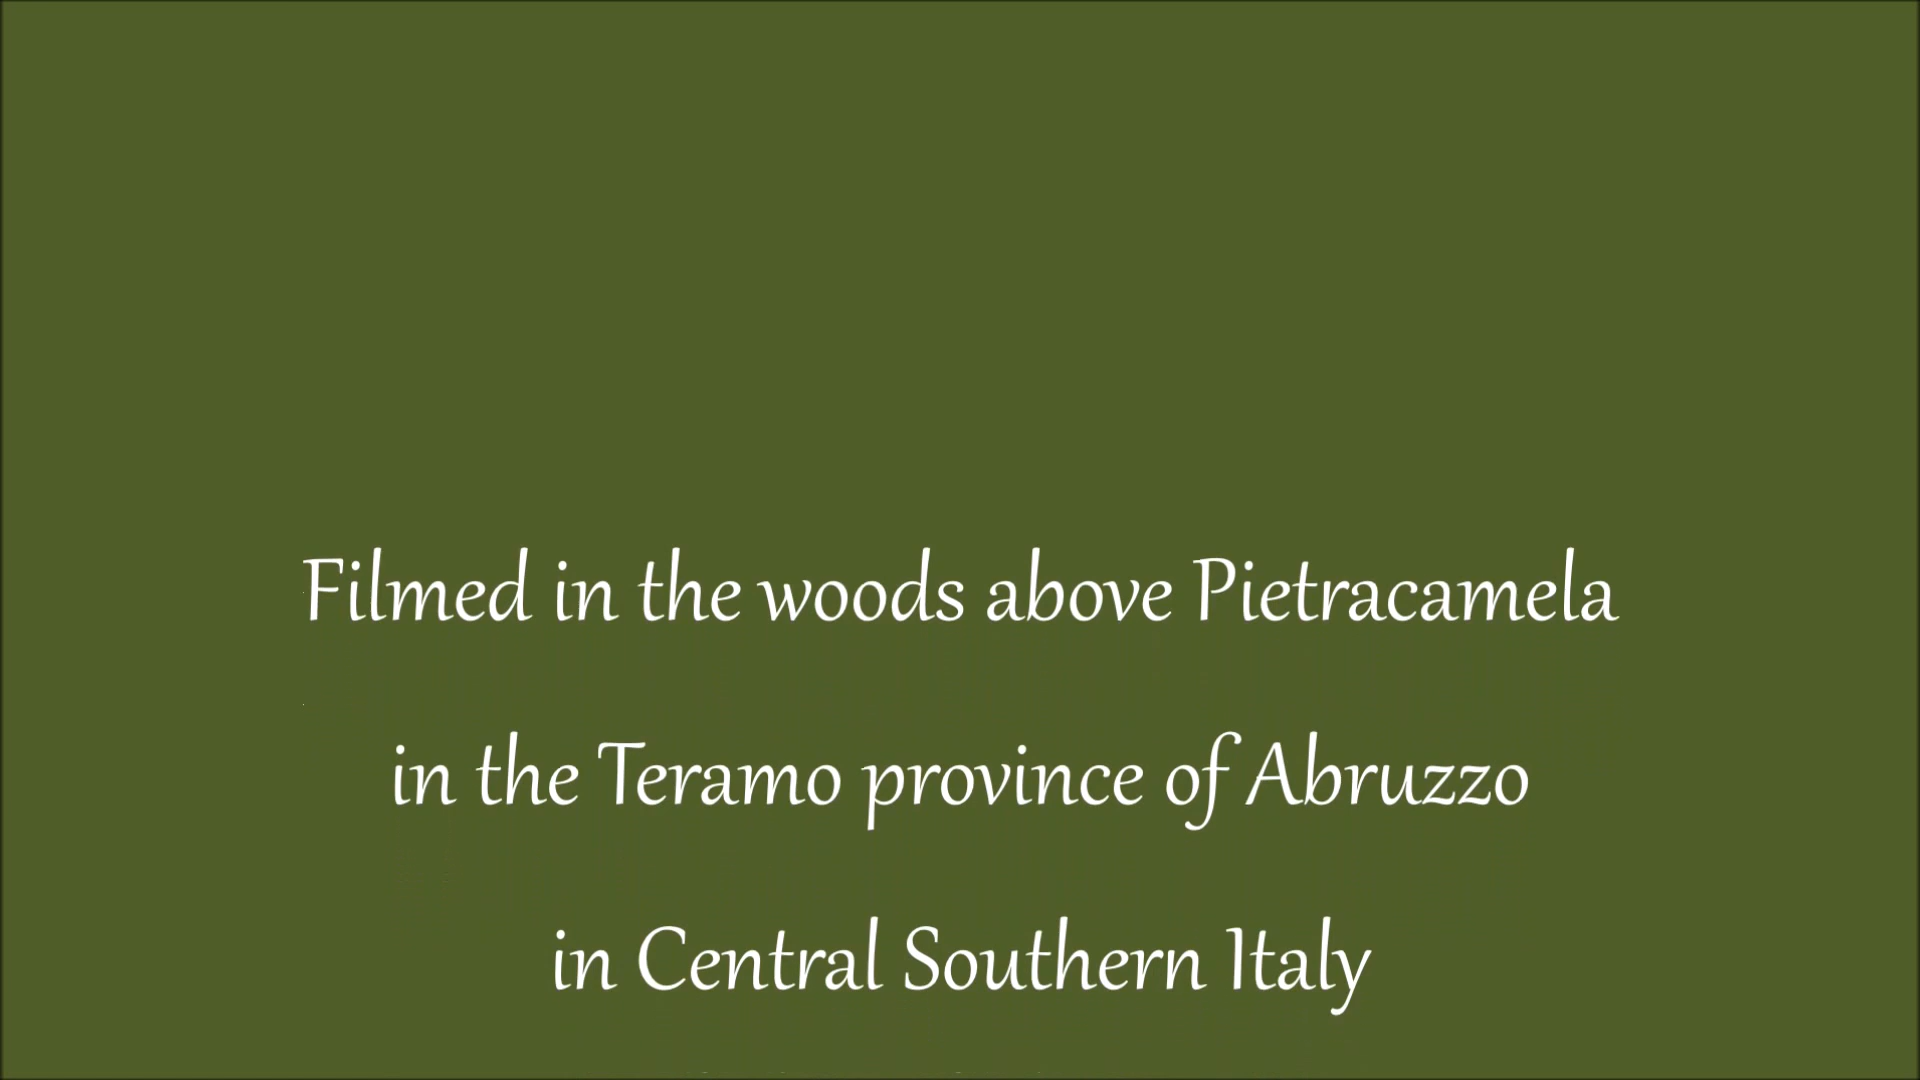 Filmed in the woods above Pietracamela
in the Teramo province of Abruzzo
in Central Southern Italy